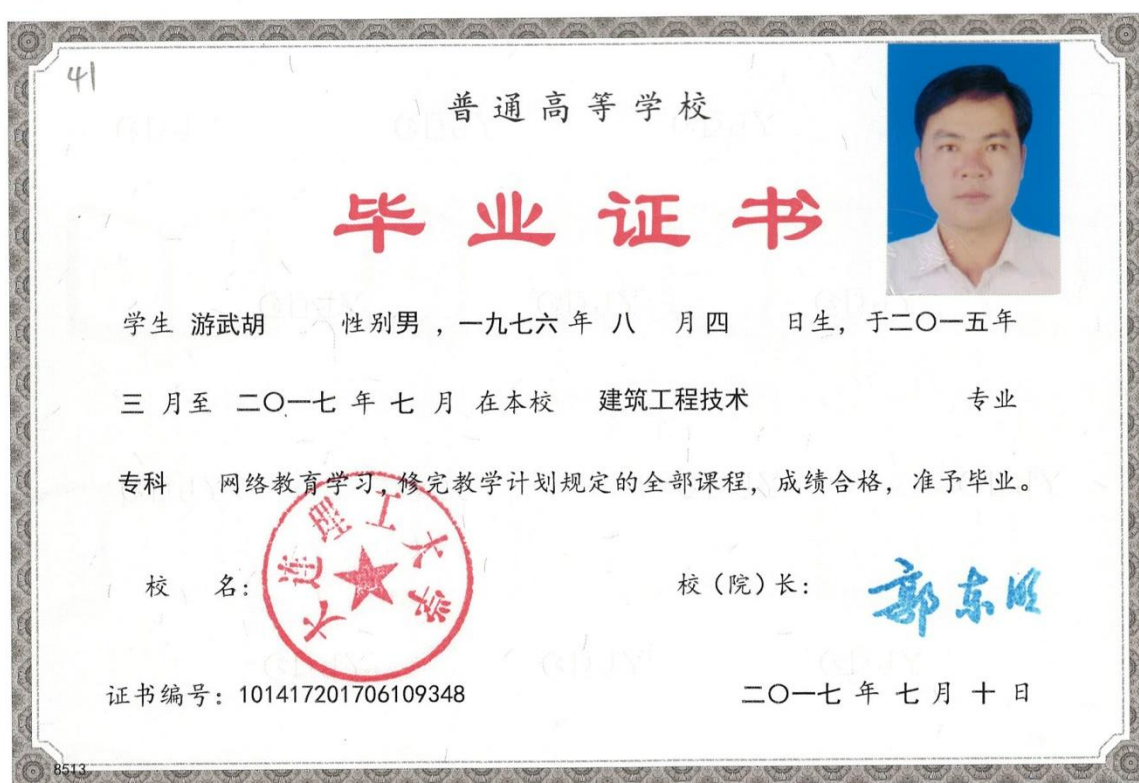 41
普通高等学校
毕业证书
学生 游武胡 性别 男 ，一九七六 年 八 月 四 日生，于二〇一五年
三 月至 二〇一七 年 七 月 在本校 建筑工程技术 专业
专科 网络教育学习，修完教学计划规定的全部课程，成绩合格，准予毕业。
校 名：
大连理工大学
校（院）长：
郭东明
证书编号：101417201706109348
二〇一七 年 七 月 十 日
8513